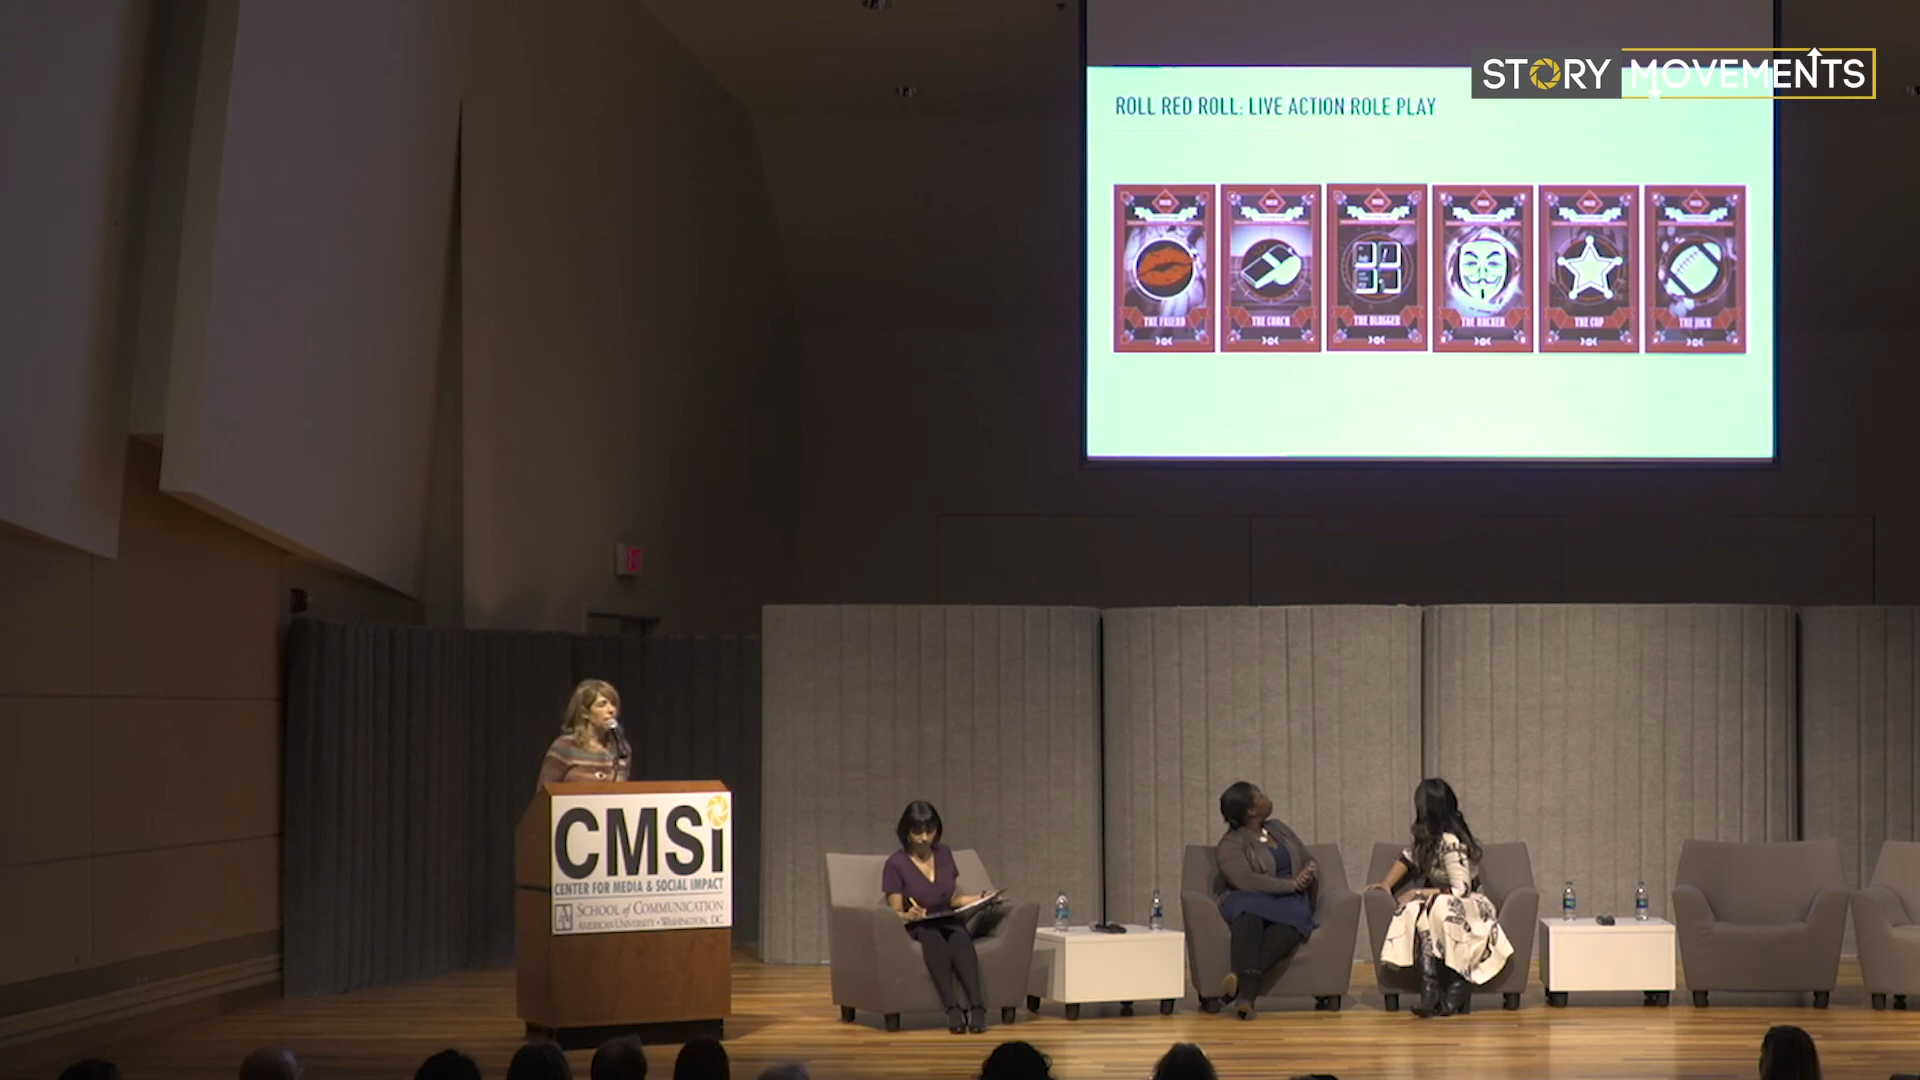 STORY MOVEMENTS
ROLL RED ROLL: LIVE ACTION ROLE PLAY
THE FRIEND
THE COACH
THE BLOGGER
THE HACKER
THE COP
THE JOCK
CMSi
CENTER FOR MEDIA & SOCIAL IMPACT
SCHOOL of COMMUNICATION
AMERICAN UNIVERSITY • WASHINGTON, DC